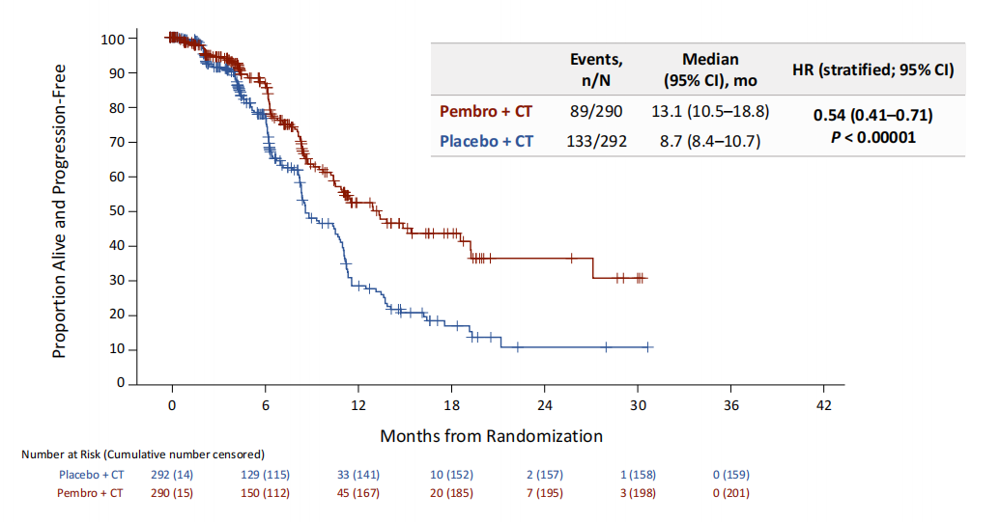 100
90
80
70
60
50
40
30
20
10
0
Proportion Alive and Progression-Free
Events, n/N
Median (95% CI), mo
HR (stratified; 95% CI)
Pembro + CT 89/290 13.1 (10.5–18.8)
0.54 (0.41–0.71)
P < 0.00001
Placebo + CT 133/292 8.7 (8.4–10.7)
0 6 12 18 24 30 36 42
Months from Randomization
Number at Risk (Cumulative number censored)
Placebo + CT 292 (14) 129 (115) 33 (141) 10 (152) 2 (157) 1 (158) 0 (159)
Pembro + CT 290 (15) 150 (112) 45 (167) 20 (185) 7 (195) 3 (198) 0 (201)